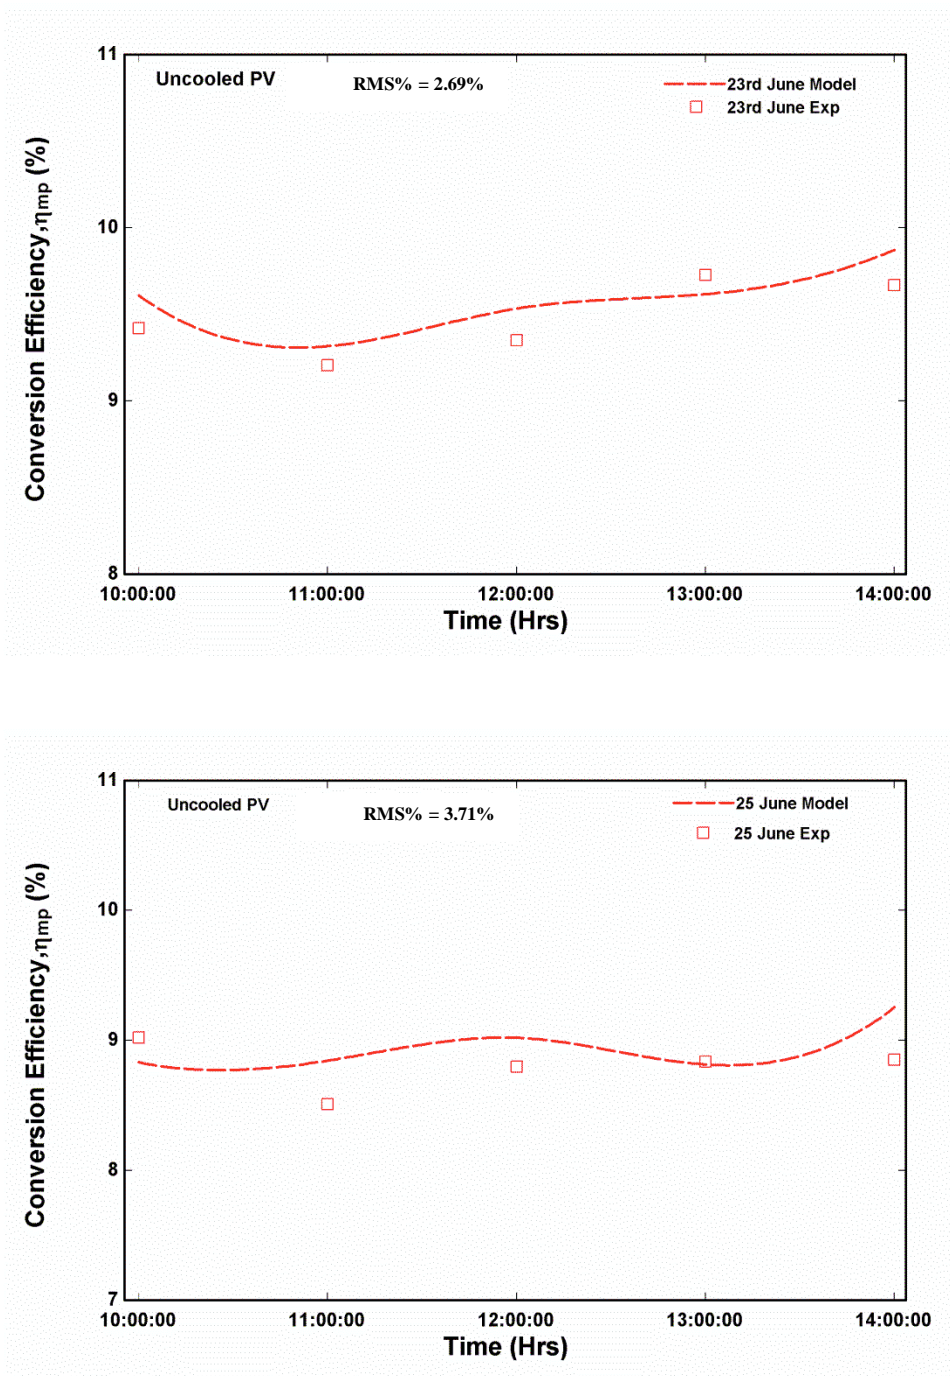 11
Uncooled PV
RMS% = 2.69%
23rd June Model
23rd June Exp
10
9
8
Conversion Efficiency,ηmp (%)
10:00:00 11:00:00 12:00:00 13:00:00 14:00:00
Time (Hrs)
11
Uncooled PV
RMS% = 3.71%
25 June Model
25 June Exp
10
9
8
7
Conversion Efficiency,ηmp (%)
10:00:00 11:00:00 12:00:00 13:00:00 14:00:00
Time (Hrs)